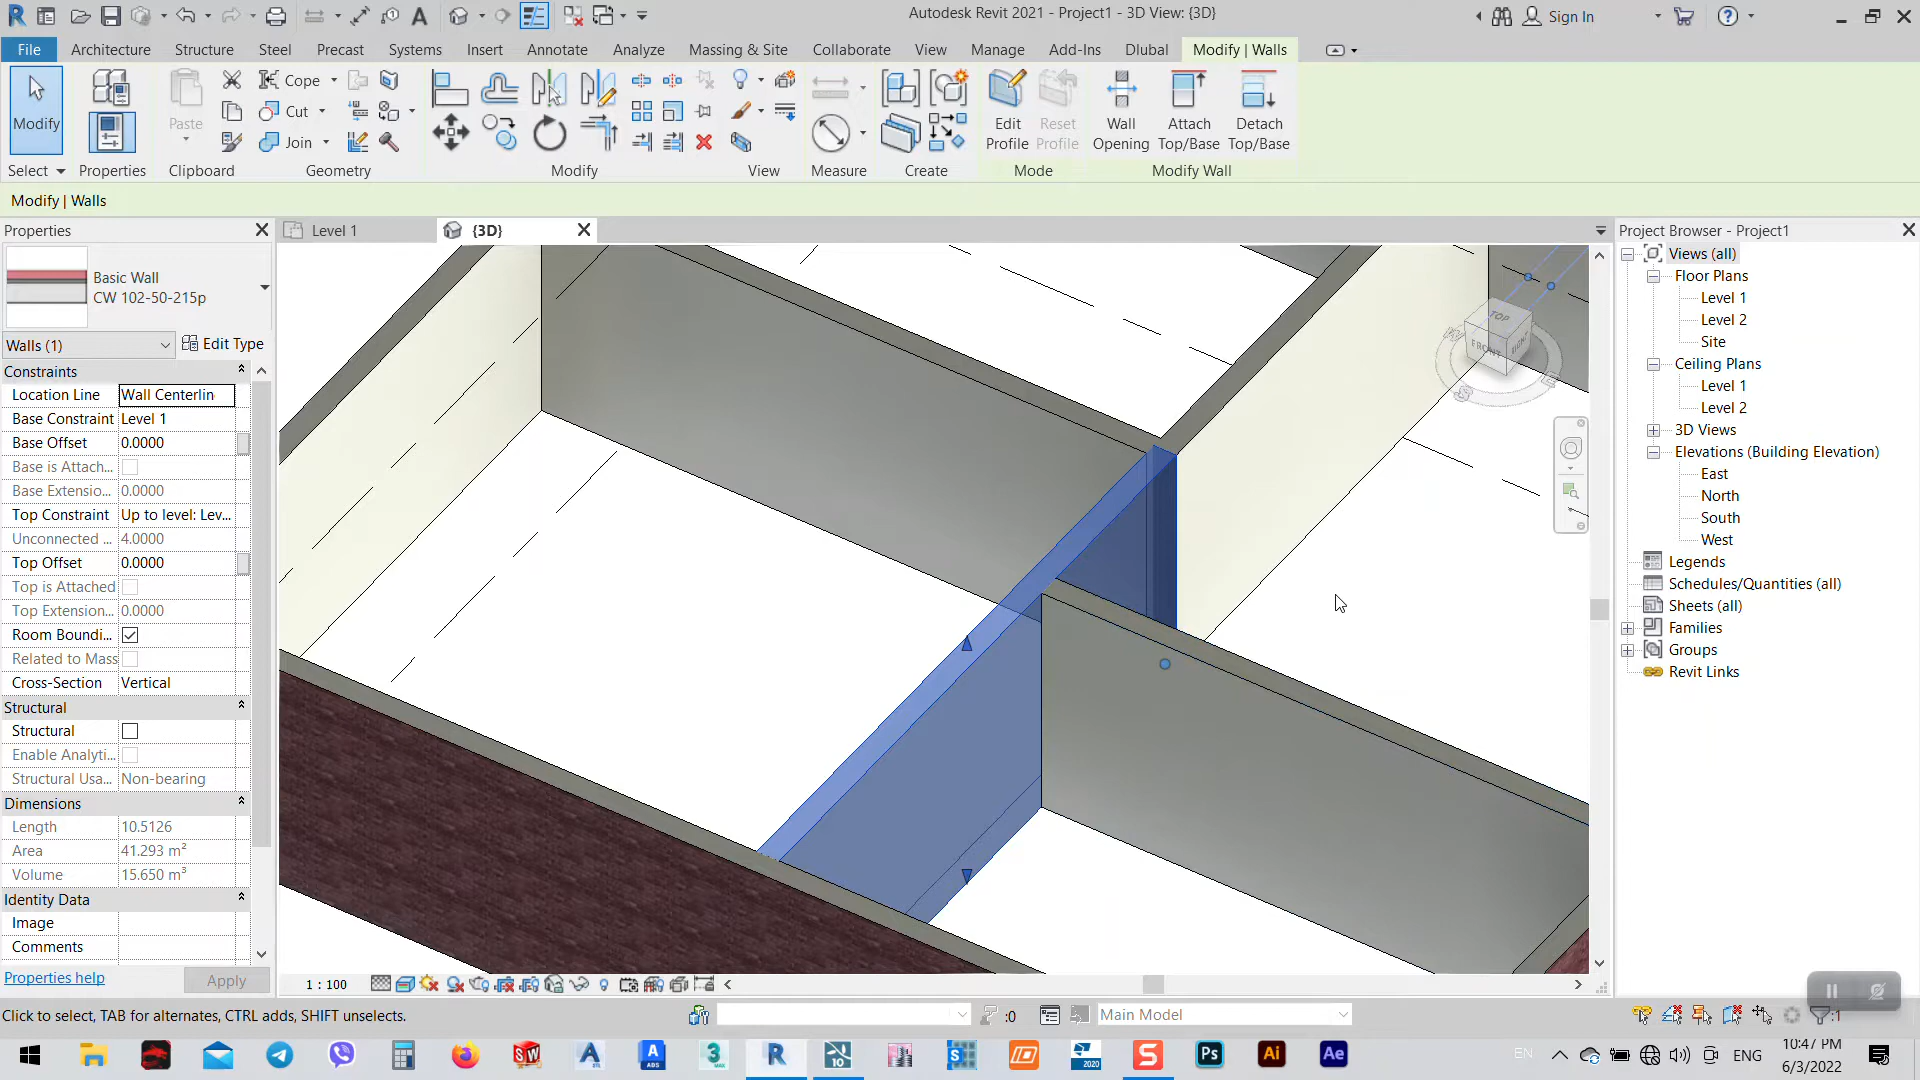 Autodesk Revit 2021 - Project1 - 3D View: {3D}
Sign In
File
Architecture
Structure
Steel
Precast
Systems
Insert
Annotate
Analyze
Massing & Site
Collaborate
View
Manage
Add-Ins
Dlubal
Modify | Walls
Modify
Paste
Cope
Cut
Join
Edit
Profile
Reset
Profile
Wall
Opening
Attach
Top/Base
Detach
Top/Base
Select
Properties
Clipboard
Geometry
Modify
View
Measure
Create
Mode
Modify Wall
Modify | Walls
Properties
Basic Wall
CW 102-50-215p
Walls (1)
Edit Type
Constraints
Location Line Wall Centerlin
Base Constraint Level 1
Base Offset 0.0000
Base is Attach...
Base Extensio... 0.0000
Top Constraint Up to level: Lev...
Unconnected ... 4.0000
Top Offset 0.0000
Top is Attached
Top Extension... 0.0000
Room Boundi...
Related to Mass
Cross-Section Vertical
Structural
Structural
Enable Analyti...
Structural Usa... Non-bearing
Dimensions
Length 10.5126
Area 41.293 m²
Volume 15.650 m³
Identity Data
Image
Comments
Properties help
Apply
Level 1
{3D}
TOP
FRONT
RIGHT
W
S
E
1 : 100
Project Browser - Project1
Views (all)
Floor Plans
Level 1
Level 2
Site
Ceiling Plans
Level 1
Level 2
3D Views
Elevations (Building Elevation)
East
North
South
West
Legends
Schedules/Quantities (all)
Sheets (all)
Families
Groups
Revit Links
Click to select, TAB for alternates, CTRL adds, SHIFT unselects.
:0
Main Model
:1
EN
ENG
10:47 PM
6/3/2022